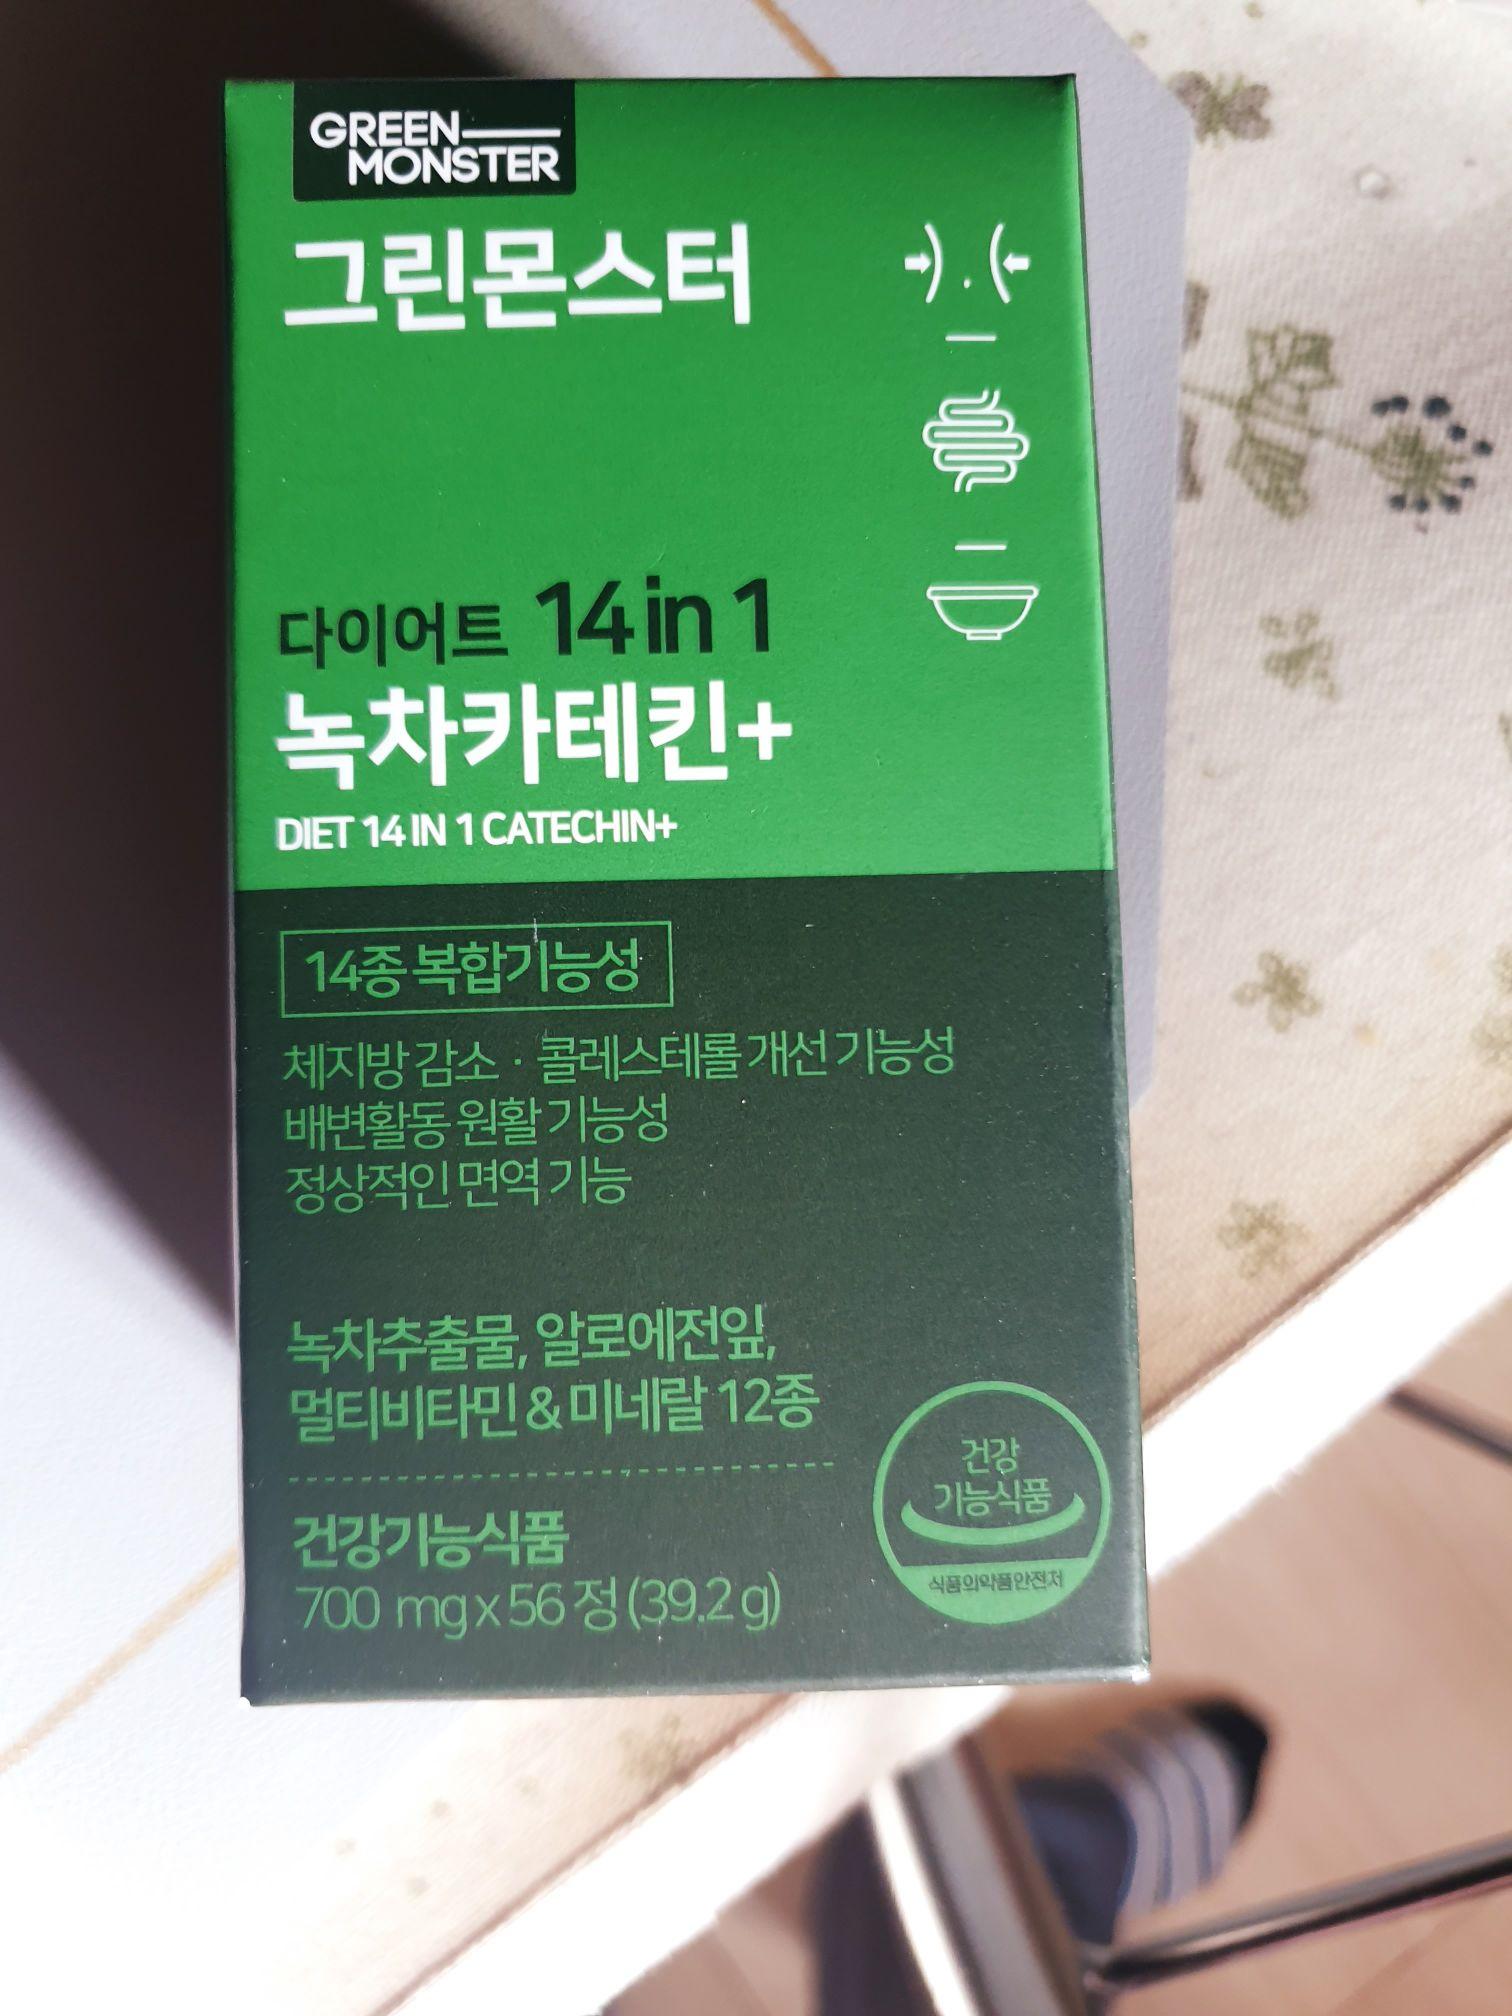 GREEN
MONSTER
그린몬스터
다이어트 14 in 1
녹차카테킨+
DIET 14 IN 1 CATECHIN+
14종 복합기능성
체지방 감소 · 콜레스테롤 개선 기능성
배변활동 원활 기능성
정상적인 면역 기능
녹차추출물, 알로에전잎,
멀티비타민 & 미네랄 12종
건강기능식품
700 mg x 56 정 (39.2 g)
건강
기능식품
식품의약품안전처